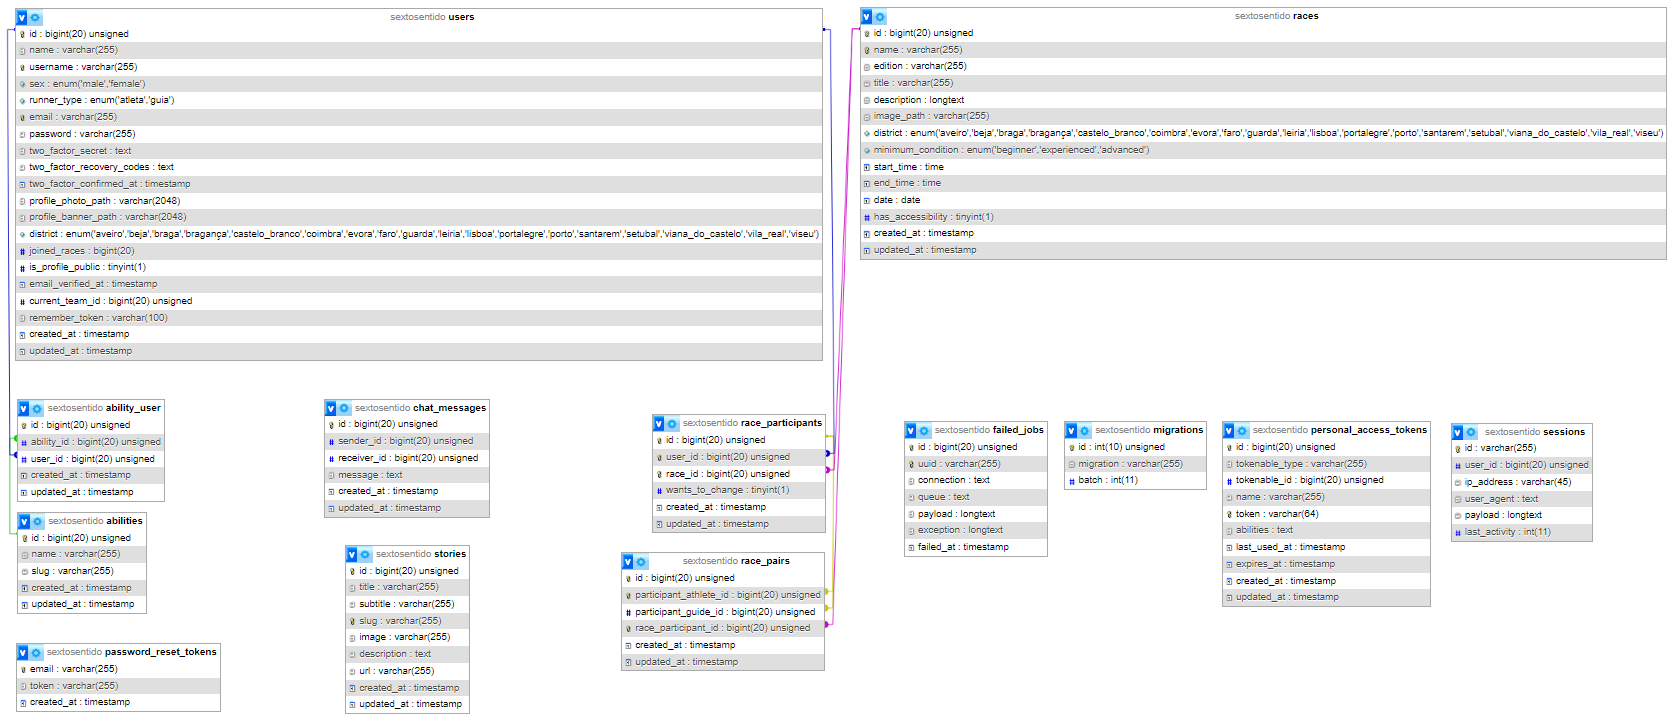 sextosentido users
id : bigint(20) unsigned
name : varchar(255)
username : varchar(255)
sex : enum('male','female')
runner_type : enum('atleta','guia')
email : varchar(255)
password : varchar(255)
two_factor_secret : text
two_factor_recovery_codes : text
two_factor_confirmed_at : timestamp
profile_photo_path : varchar(2048)
profile_banner_path : varchar(2048)
district : enum('aveiro','beja','braga','bragança','castelo_branco','coimbra','evora','faro','guarda','leiria','lisboa','portalegre','porto','santarem','setubal','viana_do_castelo','vila_real','viseu')
joined_races : bigint(20)
is_profile_public : tinyint(1)
email_verified_at : timestamp
current_team_id : bigint(20) unsigned
remember_token : varchar(100)
created_at : timestamp
updated_at : timestamp
sextosentido races
id : bigint(20) unsigned
name : varchar(255)
edition : varchar(255)
title : varchar(255)
description : longtext
image_path : varchar(255)
district : enum('aveiro','beja','braga','bragança','castelo_branco','coimbra','evora','faro','guarda','leiria','lisboa','portalegre','porto','santarem','setubal','viana_do_castelo','vila_real','viseu')
minimum_condition : enum('beginner','experienced','advanced')
start_time : time
end_time : time
date : date
has_accessibility : tinyint(1)
created_at : timestamp
updated_at : timestamp
sextosentido ability_user
id : bigint(20) unsigned
ability_id : bigint(20) unsigned
user_id : bigint(20) unsigned
created_at : timestamp
updated_at : timestamp
sextosentido abilities
id : bigint(20) unsigned
name : varchar(255)
slug : varchar(255)
created_at : timestamp
updated_at : timestamp
sextosentido password_reset_tokens
email : varchar(255)
token : varchar(255)
created_at : timestamp
sextosentido chat_messages
id : bigint(20) unsigned
sender_id : bigint(20) unsigned
receiver_id : bigint(20) unsigned
message : text
created_at : timestamp
updated_at : timestamp
sextosentido stories
id : bigint(20) unsigned
title : varchar(255)
subtitle : varchar(255)
slug : varchar(255)
image : varchar(255)
description : text
url : varchar(255)
created_at : timestamp
updated_at : timestamp
sextosentido race_participants
id : bigint(20) unsigned
user_id : bigint(20) unsigned
race_id : bigint(20) unsigned
wants_to_change : tinyint(1)
created_at : timestamp
updated_at : timestamp
sextosentido race_pairs
id : bigint(20) unsigned
participant_athlete_id : bigint(20) unsigned
participant_guide_id : bigint(20) unsigned
race_participant_id : bigint(20) unsigned
created_at : timestamp
updated_at : timestamp
sextosentido failed_jobs
id : bigint(20) unsigned
uuid : varchar(255)
connection : text
queue : text
payload : longtext
exception : longtext
failed_at : timestamp
sextosentido migrations
id : int(10) unsigned
migration : varchar(255)
batch : int(11)
sextosentido personal_access_tokens
id : bigint(20) unsigned
tokenable_type : varchar(255)
tokenable_id : bigint(20) unsigned
name : varchar(255)
token : varchar(64)
abilities : text
last_used_at : timestamp
expires_at : timestamp
created_at : timestamp
updated_at : timestamp
sextosentido sessions
id : varchar(255)
user_id : bigint(20) unsigned
ip_address : varchar(45)
user_agent : text
payload : longtext
last_activity : int(11)